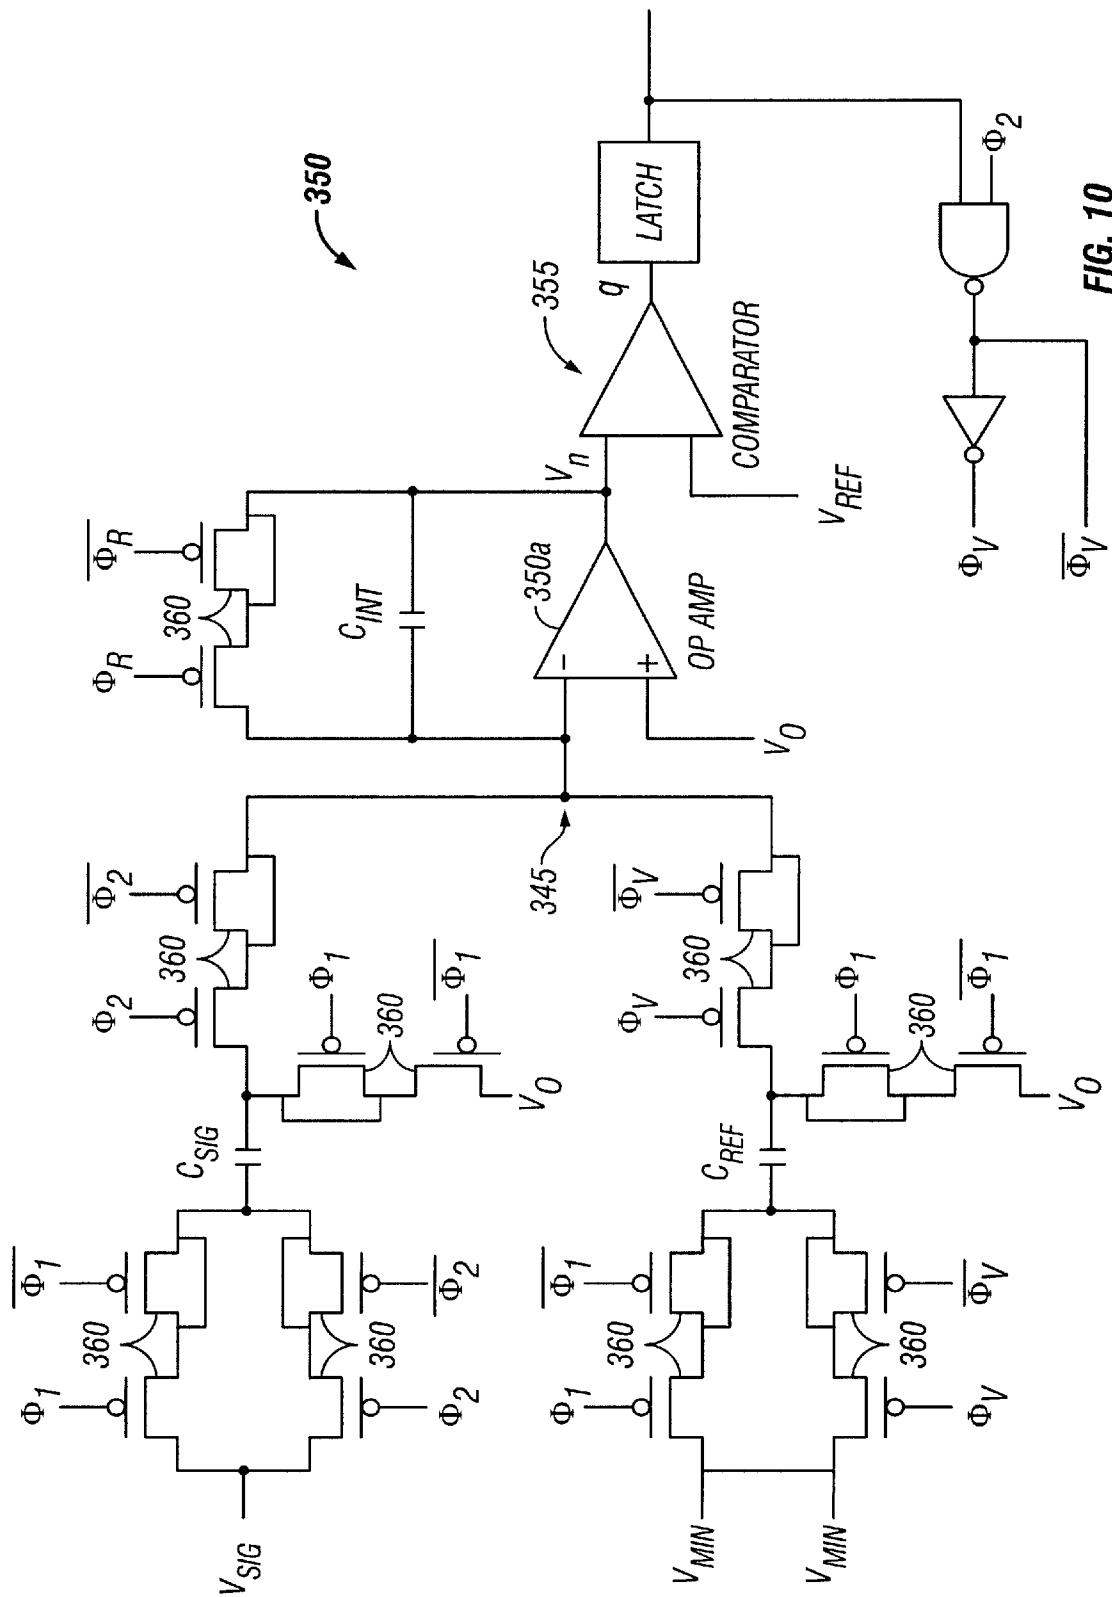 Φ1 Φ̅1̅
360
Φ2 Φ̅2̅ ΦR Φ̅R̅
360 360
CSIG
VSIG
Φ1
350
CINT
360
360
Φ2 Φ̅2̅
Φ̅1̅
VO
345
350a
Vn
355
q
Φ1 Φ̅1̅
- +
LATCH
360
ΦV Φ̅V̅
OP AMP
VMIN
360
CREF
VO
COMPARATOR
VMIN
Φ1
VREF
360
360
ΦV Φ̅V̅
Φ̅1̅
ΦV
Φ2
VO
Φ̅V̅
FIG. 10